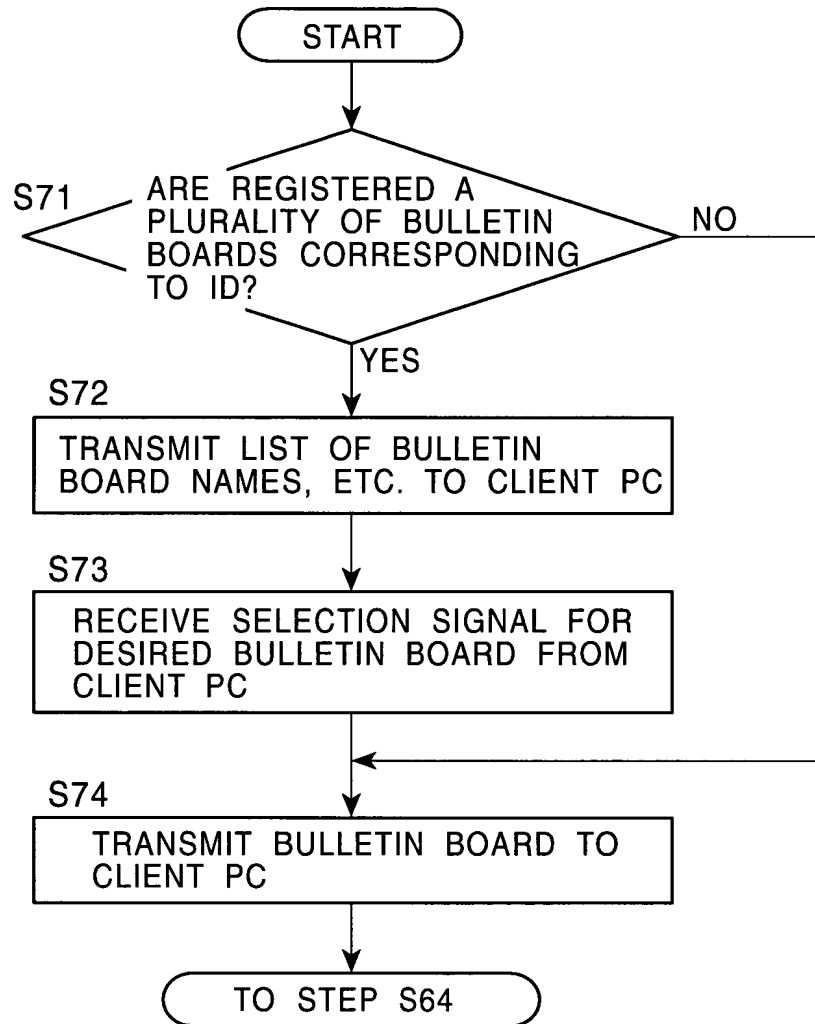 START
S71
ARE REGISTERED A
PLURALITY OF BULLETIN
BOARDS CORRESPONDING
TO ID?
NO
YES
S72
TRANSMIT LIST OF BULLETIN
BOARD NAMES, ETC. TO CLIENT PC
S73
RECEIVE SELECTION SIGNAL FOR
DESIRED BULLETIN BOARD FROM
CLIENT PC
S74
TRANSMIT BULLETIN BOARD TO
CLIENT PC
TO STEP S64